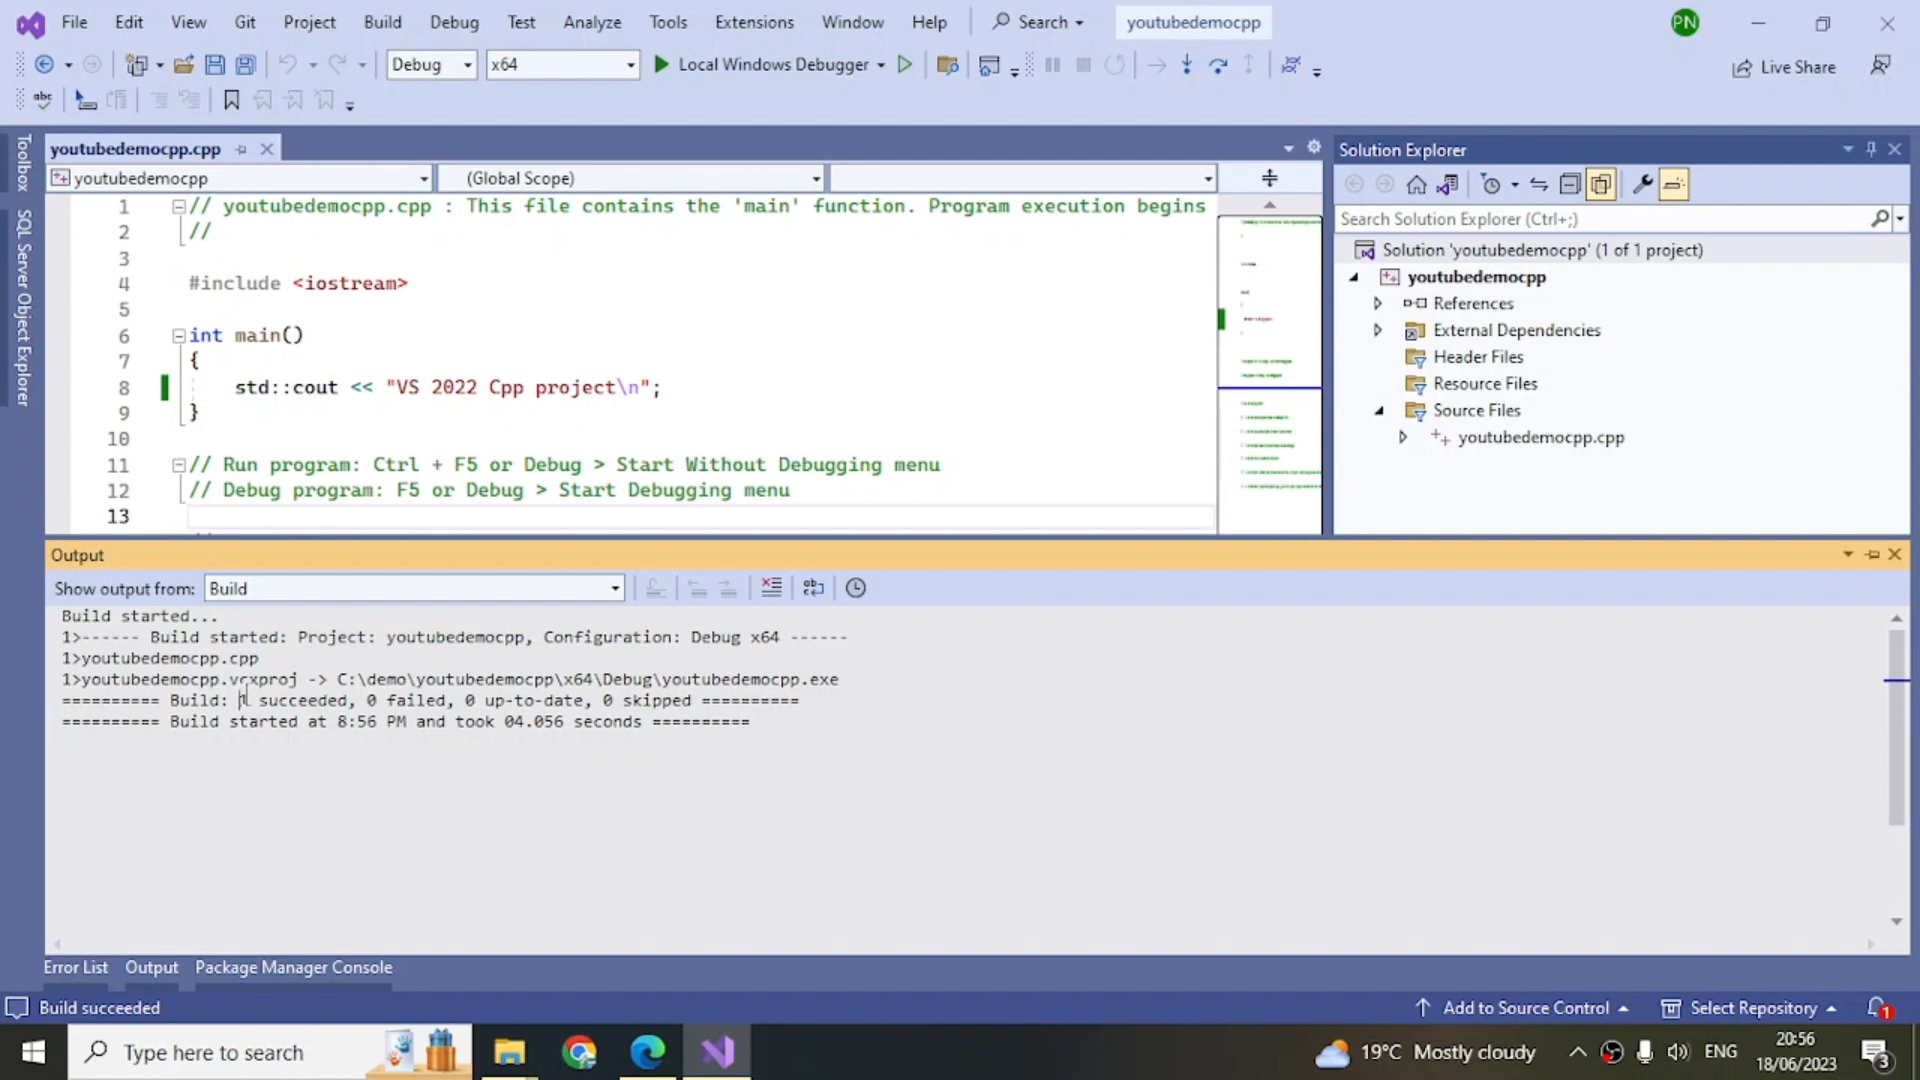 File Edit View Git Project Build Debug Test Analyze Tools Extensions Window Help Search youtubedemocpp PN
Debug x64 Local Windows Debugger Live Share
abc
Toolbox
SQL Server Object Explorer
youtubedemocpp.cpp
youtubedemocpp (Global Scope)
1 // youtubedemocpp.cpp : This file contains the 'main' function. Program execution begins
2 //
3
4 #include <iostream>
5
6 int main()
7 {
8 std::cout << "VS 2022 Cpp project\n";
9 }
10
11 // Run program: Ctrl + F5 or Debug > Start Without Debugging menu
12 // Debug program: F5 or Debug > Start Debugging menu
13
Solution Explorer
Search Solution Explorer (Ctrl+;)
Solution 'youtubedemocpp' (1 of 1 project)
youtubedemocpp
References
External Dependencies
Header Files
Resource Files
Source Files
youtubedemocpp.cpp
Output
Show output from: Build
Build started...
1>------ Build started: Project: youtubedemocpp, Configuration: Debug x64 ------
1>youtubedemocpp.cpp
1>youtubedemocpp.vcxproj -> C:\demo\youtubedemocpp\x64\Debug\youtubedemocpp.exe
========== Build: 1 succeeded, 0 failed, 0 up-to-date, 0 skipped ==========
========== Build started at 8:56 PM and took 04.056 seconds ==========
Error List Output Package Manager Console
Build succeeded Add to Source Control Select Repository 1
Type here to search 19°C Mostly cloudy ENG 20:56
18/06/2023 3